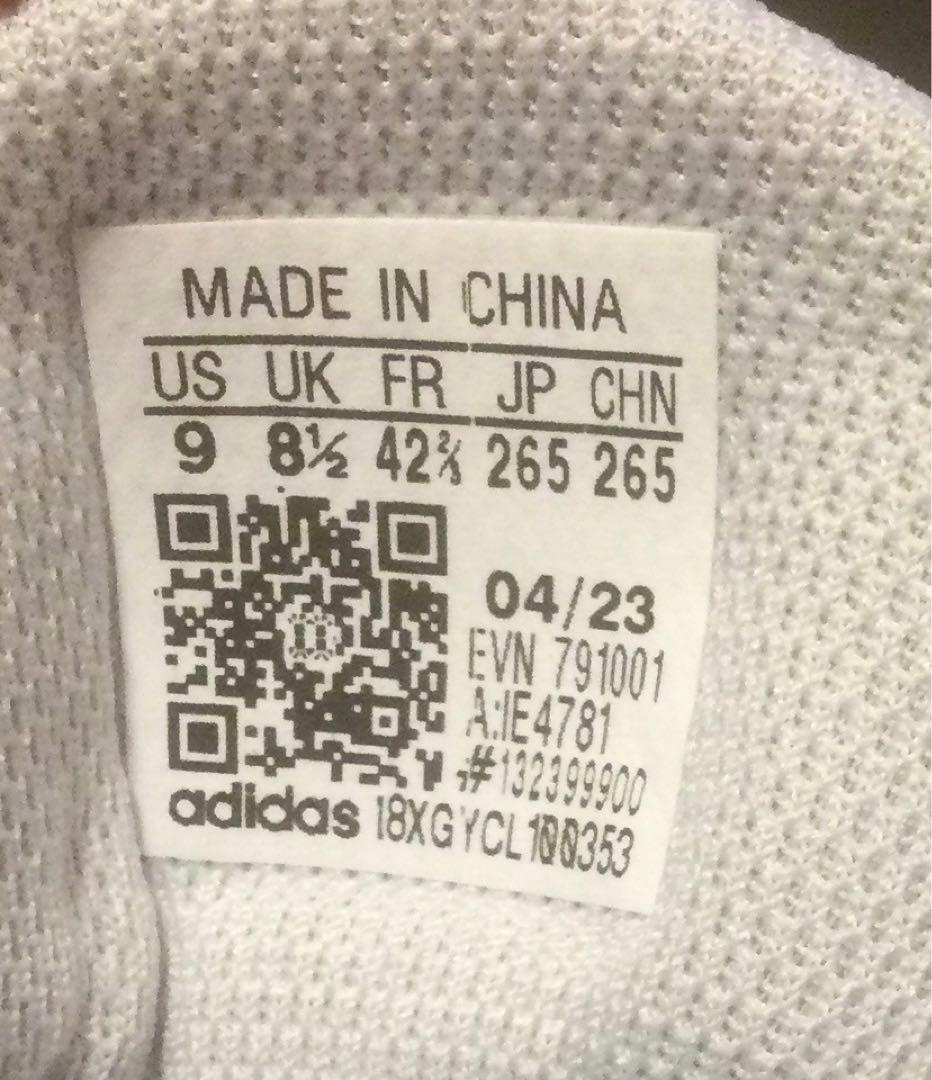 MADE IN CHINA
US UK FR JP CHN
9 8½ 42⅔ 265 265
04/23
EVN 791001
A:IE4781
#132399900
adidas 18XGYCL100353